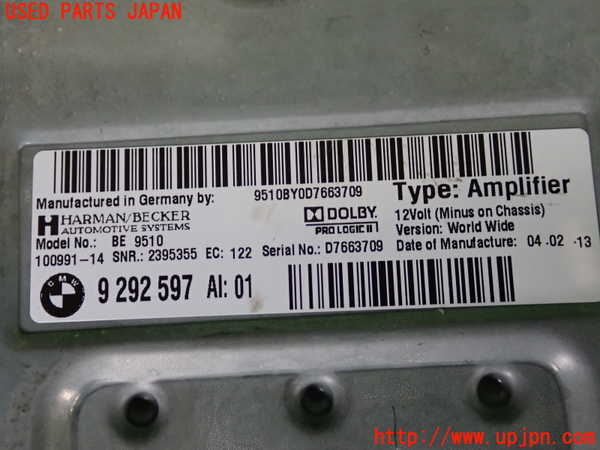 USED PARTS JAPAN
Manufactured in Germany by:
9510BY0D7663709
Type: Amplifier
HARMAN/BECKER
AUTOMOTIVE SYSTEMS
DOLBY
PRO LOGIC II
12Volt (Minus on Chassis)
Version: World Wide
Model No.: BE 9510
100991-14 SNR.: 2395355 EC: 122 Serial No.: D7663709
Date of Manufacture: 04.02.13
BMW
9 292 597 AI: 01
http://www.upjpn.com/